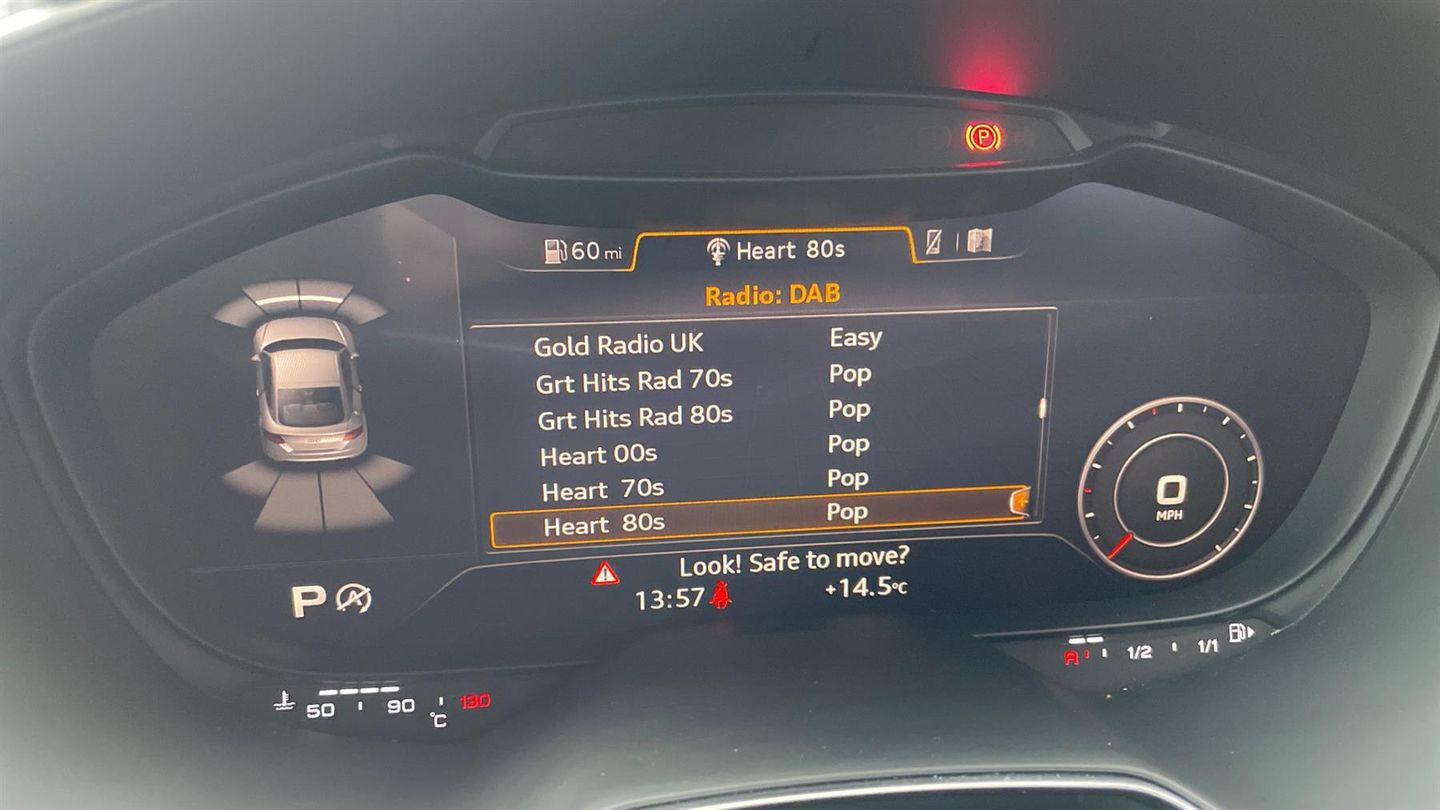 P
60 mi
Heart 80s
Radio: DAB
Gold Radio UK Easy
Grt Hits Rad 70s Pop
Grt Hits Rad 80s Pop
Heart 00s Pop
Heart 70s Pop
Heart 80s Pop
0
MPH
Look! Safe to move?
P A
13:57 +14.5°C
50 90 °C 130
R 1/2 1/1